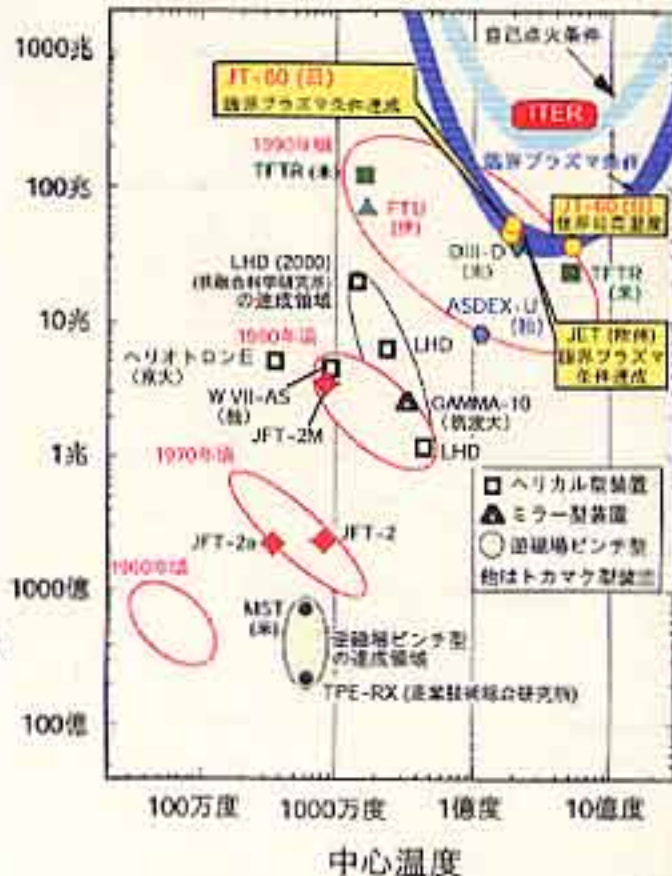 1000兆
100兆
10兆
1兆
1000億
100億
自己点火条件
JT-60 (日)
臨界プラズマ条件達成
ITER
1990年頃
臨界プラズマ条件
TFTR (米)
FTU
(伊)
JT-60 (日)
世界最高温度
DIII-D
(米)
TFTR
(米)
LHD (2000)
(核融合科学研究所)
の達成領域
ASDEX-U
(独)
1980年頃
LHD
JET (欧州)
臨界プラズマ
条件達成
ヘリオトロンE
(京大)
W VII-AS
(独)
JFT-2M
GAMMA-10
(筑波大)
LHD
1970年頃
ヘリカル型装置
ミラー型装置
逆磁場ピンチ型
他はトカマク型装置
JFT-2a
JFT-2
1960年頃
MST
(米)
逆磁場ピンチ型
の達成領域
TPE-RX (産業技術総合研究所)
100万度
1000万度
1億度
10億度
中心温度